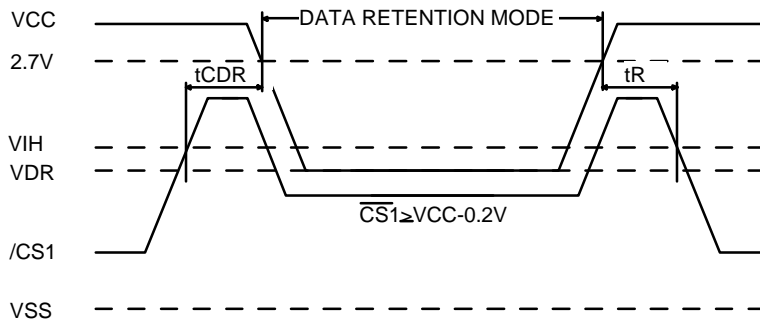 VCC
DATA RETENTION MODE
2.7V
tCDR
tR
VIH
VDR
CS1≥VCC-0.2V
/CS1
VSS